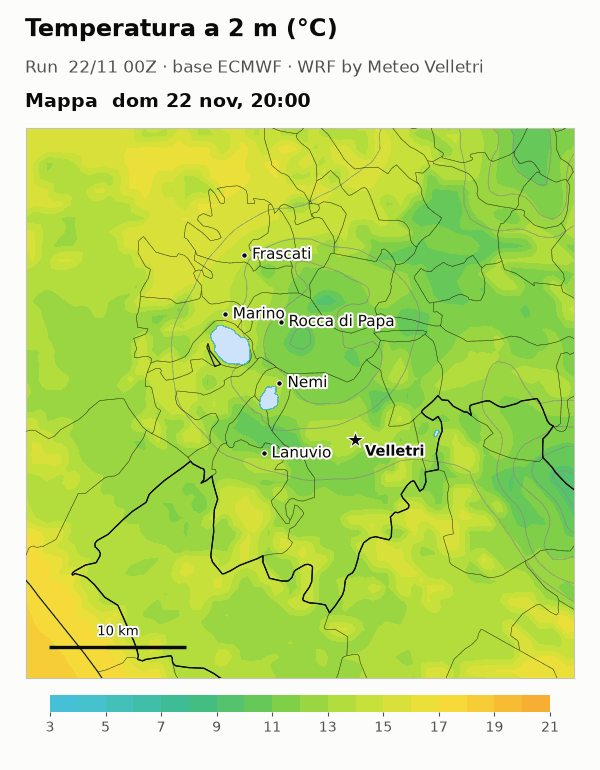 Temperatura a 2 m (°C)
Run  22/11 00Z · base ECMWF · WRF by Meteo Velletri
Mappa  dom 22 nov, 20:00
Frascati
Marino
Rocca di Papa
Nemi
Velletri
Lanuvio
10 km
3 5 7 9 11 13 15 17 19 21